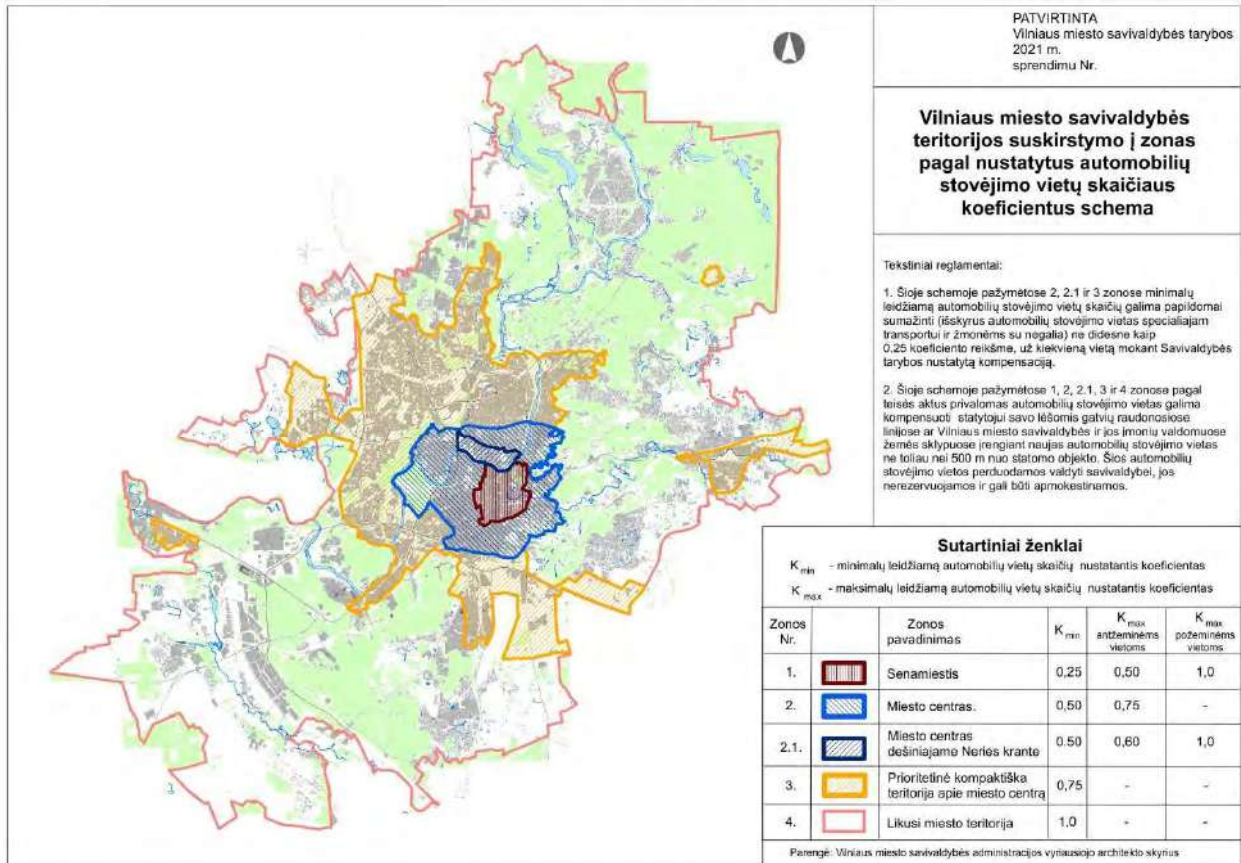 PATVIRTINTA
Vilniaus miesto savivaldybės tarybos
2021 m.
sprendimu Nr.
Vilniaus miesto savivaldybės
teritorijos suskirstymo į zonas
pagal nustatytus automobilių
stovėjimo vietų skaičiaus
koeficientus schema
Tekstiniai reglamentai:
1. Šioje schemoje pažymėtose 2, 2.1 ir 3 zonose minimalų
leidžiamą automobilių stovėjimo vietų skaičių galima papildomai
sumažinti (išskyrus automobilių stovėjimo vietas specialiajam
transportui ir žmonėms su negalia) ne didesne kaip
0.25 koeficiento reikšme, už kiekvieną vietą mokant Savivaldybės
tarybos nustatytą kompensaciją.
2. Šioje schemoje pažymėtose 1, 2, 2.1, 3 ir 4 zonose pagal
teisės aktus privalomas automobilių stovėjimo vietas galima
kompensuoti statytojui savo lėšomis gatvių raudonosiose
linijose ar Vilniaus miesto savivaldybės ir jos įmonių valdomuose
žemės sklypuose įrengiant naujas automobilių stovėjimo vietas
ne toliau nei 500 m nuo statomo objekto. Šios automobilių
stovėjimo vietos perduodamos valdyti savivaldybei, jos
nerezervuojamos ir gali būti apmokestinamos.
Sutartiniai ženklai
K min - minimalų leidžiamą automobilių vietų skaičių nustatantis koeficientas
K max - maksimalų leidžiamą automobilių vietų skaičių nustatantis koeficientas
Zonos Nr. Zonos pavadinimas K min K max antžeminėms vietoms K max požeminėms vietoms
1. Senamiestis 0,25 0,50 1,0
2. Miesto centras. 0,50 0,75 -
2.1. Miesto centras dešiniajame Neries krante 0.50 0,60 1,0
3. Prioritetinė kompaktiška teritorija apie miesto centrą 0,75 - -
4. Likusi miesto teritorija 1.0 - -
Parengė: Vilniaus miesto savivaldybės administracijos vyriausiojo architekto skyrius